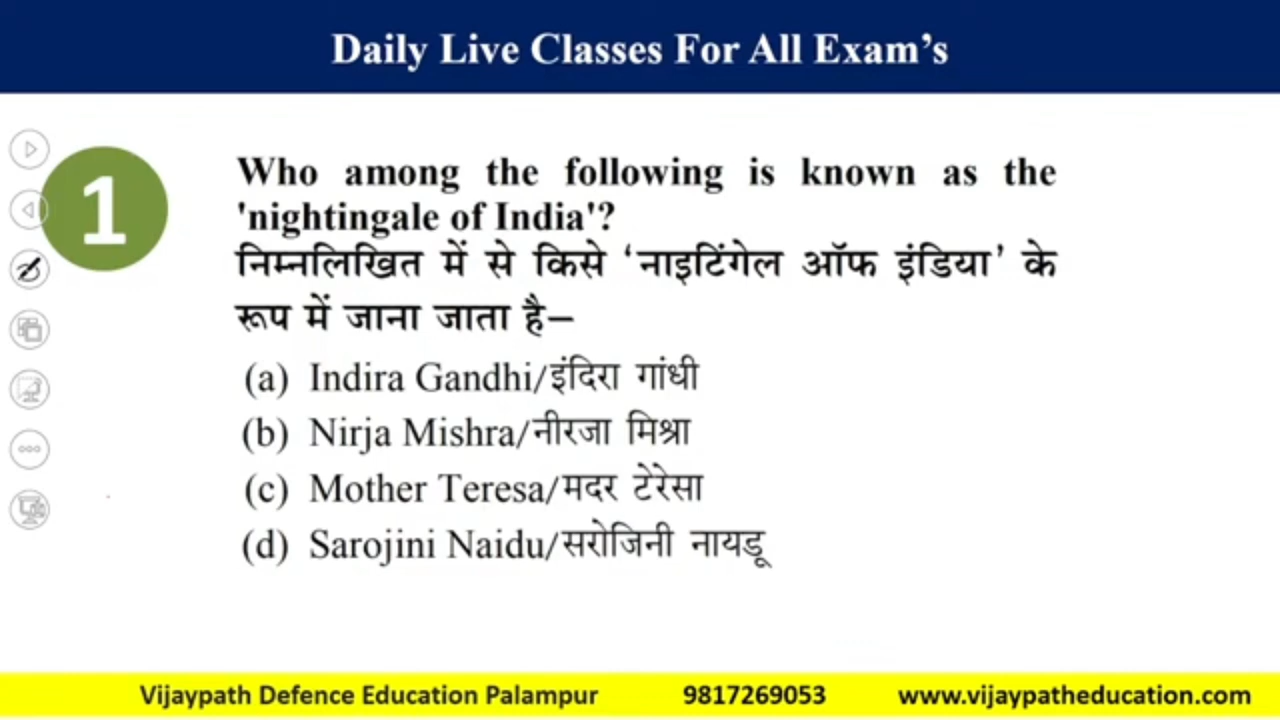 Daily Live Classes For All Exam’s
1
Who among the following is known as the
'nightingale of India'?
निम्नलिखित में से किसे ‘नाइटिंगेल ऑफ इंडिया’ के
रूप में जाना जाता है–
(a) Indira Gandhi/इंदिरा गांधी
(b) Nirja Mishra/नीरजा मिश्रा
(c) Mother Teresa/मदर टेरेसा
(d) Sarojini Naidu/सरोजिनी नायडू
Vijaypath Defence Education Palampur 9817269053 www.vijaypatheducation.com